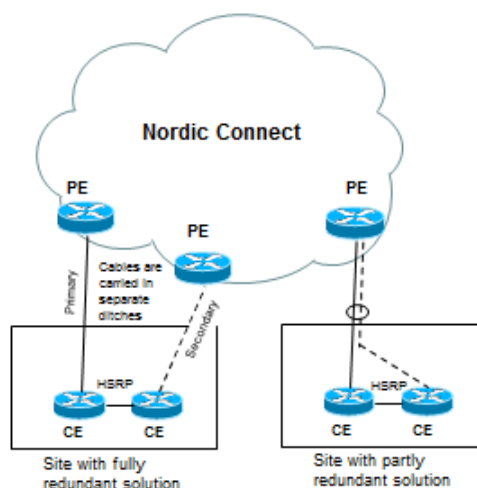 Nordic Connect
PE
PE
PE
Cables are
carried in
separate
ditches
Primary
Secondary
HSRP
CE
CE
HSRP
CE
CE
Site with fully
redundant solution
Site with partly
redundant solution